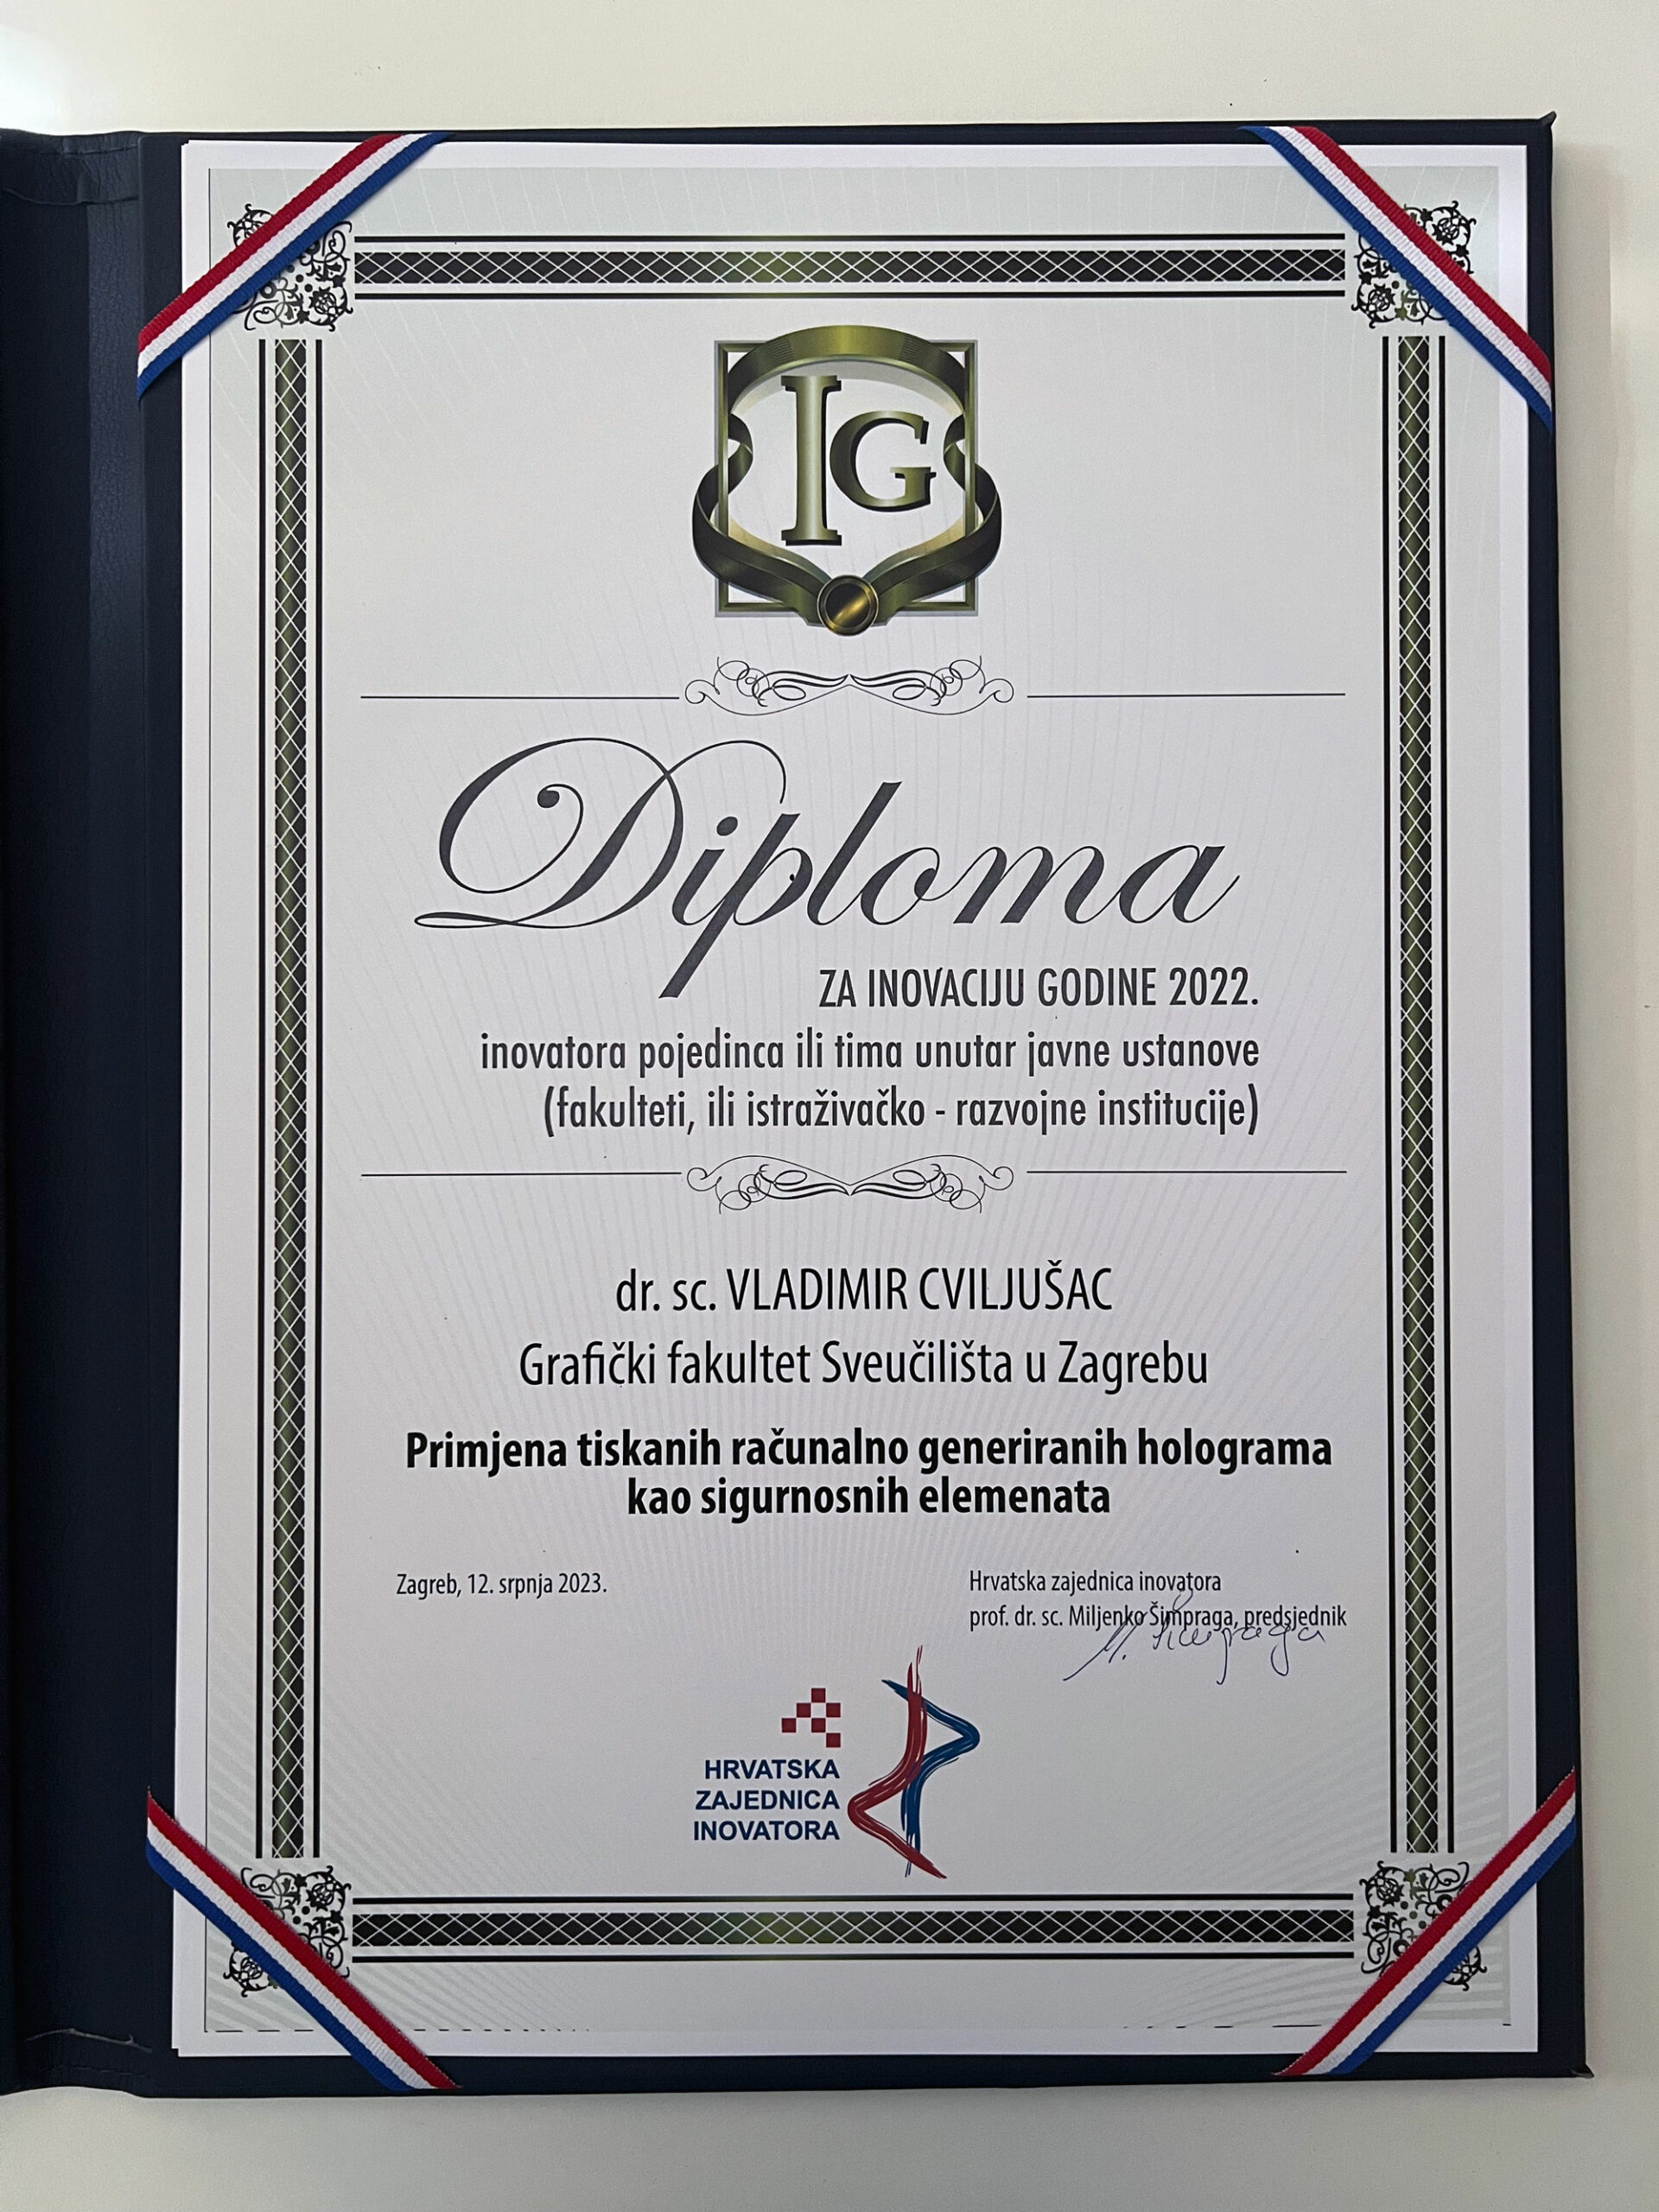 IG
Diploma
ZA INOVACIJU GODINE 2022.
inovatora pojedinca ili tima unutar javne ustanove
(fakulteti, ili istraživačko - razvojne institucije)
dr. sc. VLADIMIR CVILJUŠAC
Grafički fakultet Sveučilišta u Zagrebu
Primjena tiskanih računalno generiranih holograma
kao sigurnosnih elemenata
Zagreb, 12. srpnja 2023.
Hrvatska zajednica inovatora
prof. dr. sc. Miljenko Šimpraga, predsjednik
M. Šimpraga
HRVATSKA
ZAJEDNICA
INOVATORA